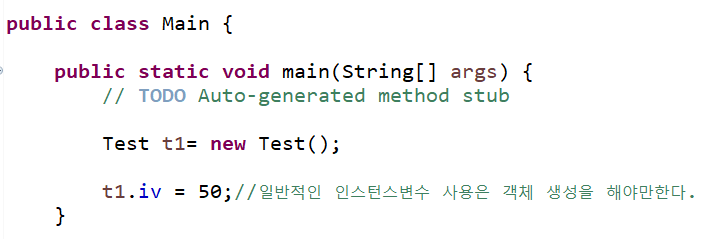 public class Main {
public static void main(String[] args) {
// TODO Auto-generated method stub
Test t1= new Test();
t1.iv = 50;//일반적인 인스턴스변수 사용은 객체 생성을 해야만한다.
}